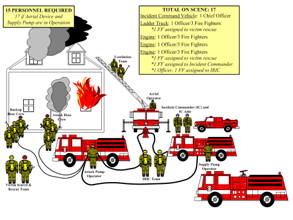 15 PERSONNEL REQUIRED
17 if Aerial Device and
Supply Pump are in Operation
TOTAL ON SCENE: 17
Incident Command Vehicle: 1 Chief Officer
Ladder Truck: 1 Officer/3 Fire Fighters
*1 FF assigned to victim rescue
Engine: 1 Officer/3 Fire Fighters
Engine: 1 Officer/3 Fire Fighters
Engine: 1 Officer/3 Fire Fighters
*1 FF assigned to victim rescue
*1 FF assigned to Incident Commander
*1 Officer, 1 FF assigned to IRIC
Ventilation
Team
Aerial
Operator
Incident Commander (IC) and
IC Aide
Backup
Hose Crew
Attack Hose
Crew
Attack Pump
Operator
Supply Pump
Operator
Victim Search &
Rescue Team
IRIC Team